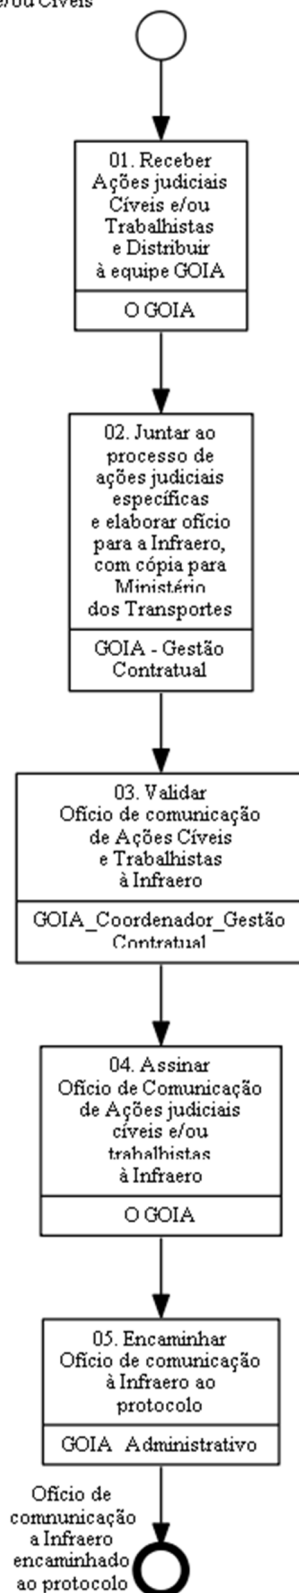 e/ou Cíveis
01. Receber
Ações judiciais
Cíveis e/ou
Trabalhistas
e Distribuir
à equipe GOIA
O GOIA
02. Juntar ao
processo de
ações judiciais
específicas
e elaborar ofício
para a Infraero,
com cópia para
Ministério
dos Transportes
GOIA - Gestão
Contratual
03. Validar
Ofício de comunicação
de Ações Cíveis
e Trabalhistas
à Infraero
GOIA_Coordenador_Gestão
Contratual
04. Assinar
Ofício de Comunicação
de Ações judiciais
cíveis e/ou
trabalhistas
à Infraero
O GOIA
05. Encaminhar
Ofício de comunicação
à Infraero ao
protocolo
GOIA Administrativo
Ofício de
comnunicação
a Infraero
encaminhado
ao protocolo